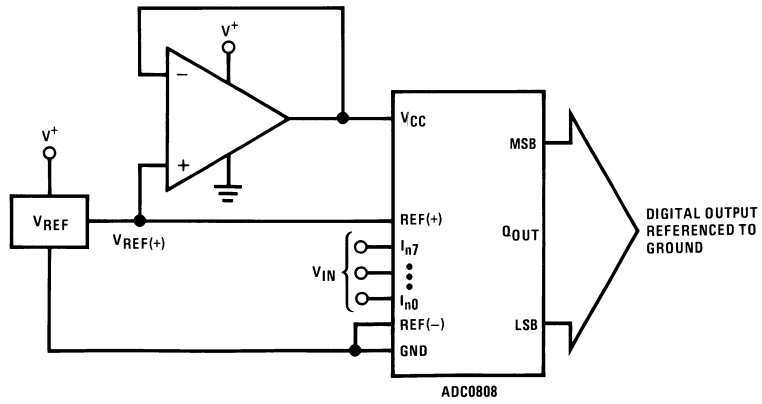 V+
−
+
V+
VREF
VREF(+)
VCC
REF(+)
In7
VIN
In0
REF(−)
GND
MSB
QOUT
LSB
DIGITAL OUTPUT
REFERENCED TO
GROUND
ADC0808